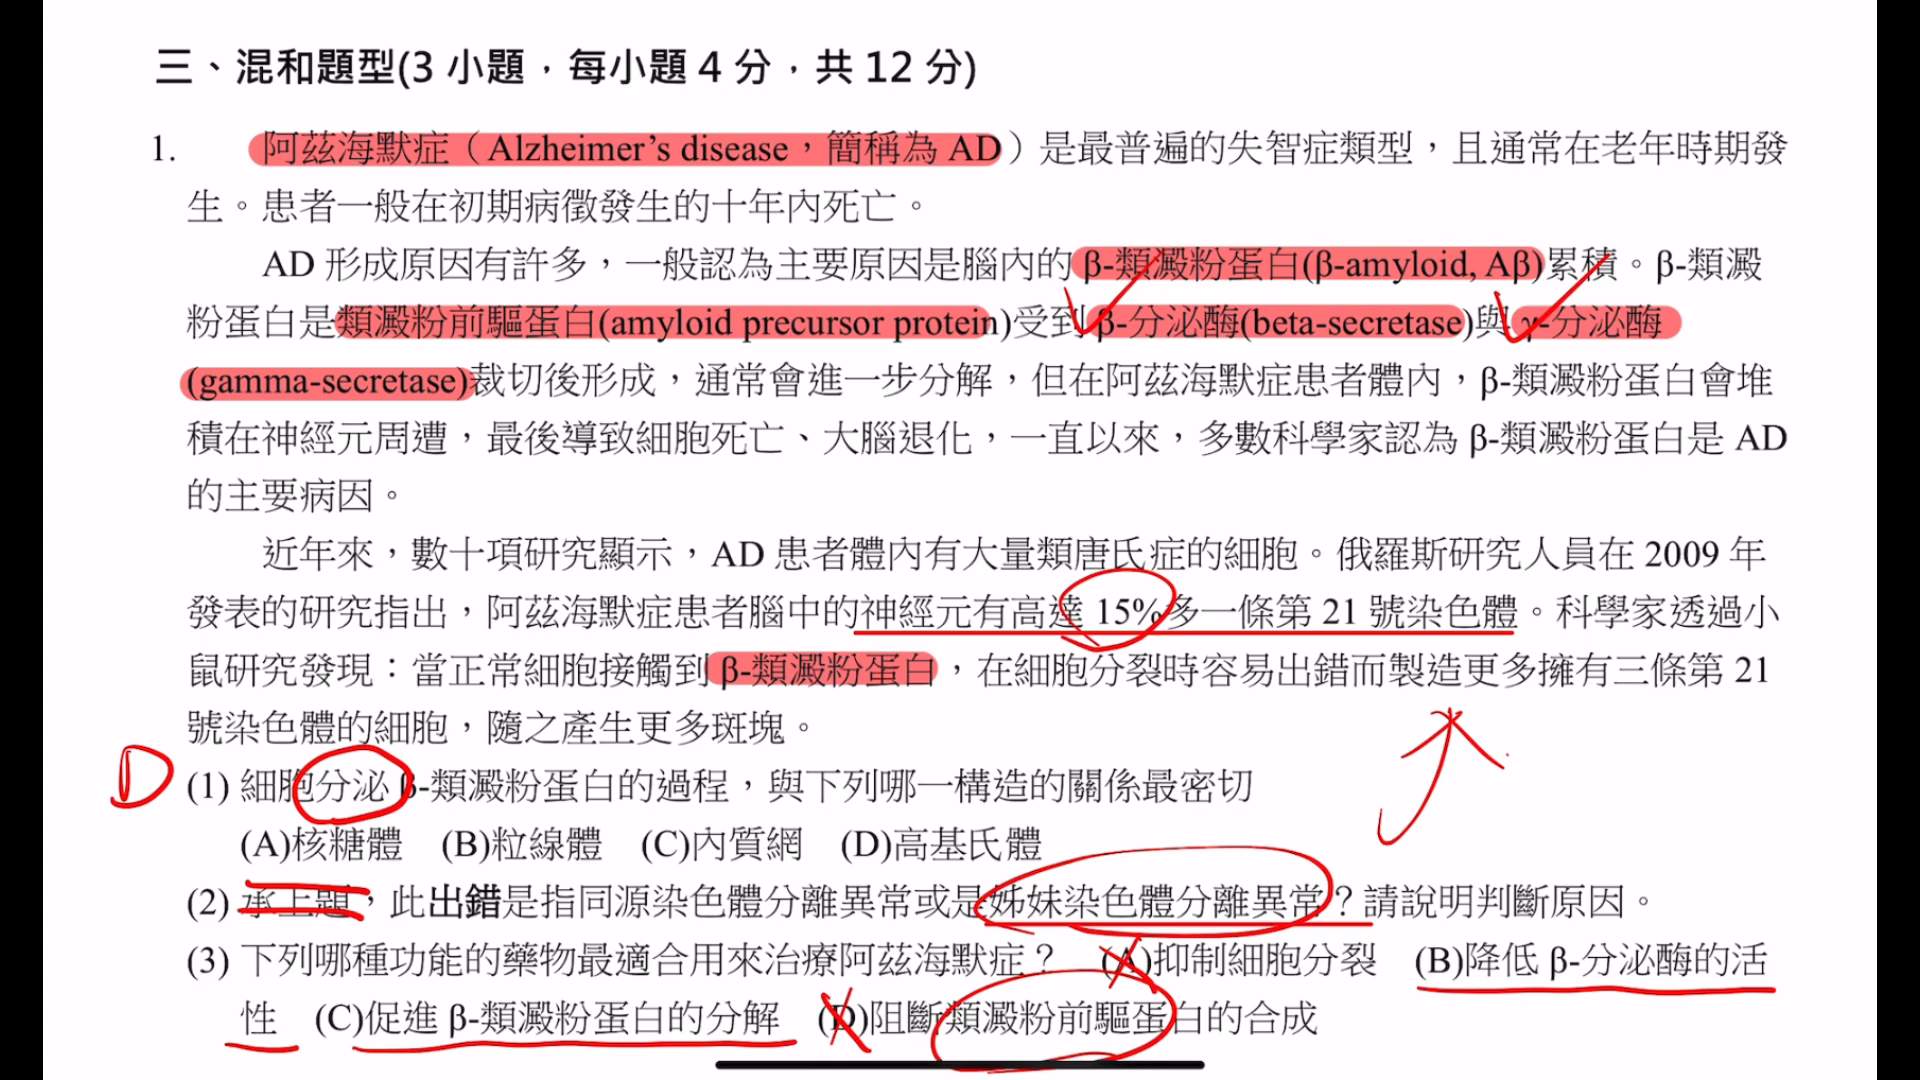 三、混和題型(3 小題，每小題 4 分，共 12 分)
1. 阿茲海默症（Alzheimer’s disease，簡稱為 AD）是最普遍的失智症類型，且通常在老年時期發
生。患者一般在初期病徵發生的十年內死亡。
AD 形成原因有許多，一般認為主要原因是腦內的 β-類澱粉蛋白(β-amyloid, Aβ)累積。β-類澱
粉蛋白是類澱粉前驅蛋白(amyloid precursor protein)受到 β-分泌酶(beta-secretase)與 γ-分泌酶
(gamma-secretase)裁切後形成，通常會進一步分解，但在阿茲海默症患者體內，β-類澱粉蛋白會堆
積在神經元周遭，最後導致細胞死亡、大腦退化，一直以來，多數科學家認為 β-類澱粉蛋白是 AD
的主要病因。
近年來，數十項研究顯示，AD 患者體內有大量類唐氏症的細胞。俄羅斯研究人員在 2009 年
發表的研究指出，阿茲海默症患者腦中的神經元有高達 15%多一條第 21 號染色體。科學家透過小
鼠研究發現：當正常細胞接觸到 β-類澱粉蛋白，在細胞分裂時容易出錯而製造更多擁有三條第 21
號染色體的細胞，隨之產生更多斑塊。
D (1) 細胞分泌 β-類澱粉蛋白的過程，與下列哪一構造的關係最密切
(A)核糖體 (B)粒線體 (C)內質網 (D)高基氏體
(2) 承上題，此出錯是指同源染色體分離異常或是姊妹染色體分離異常？請說明判斷原因。
(3) 下列哪種功能的藥物最適合用來治療阿茲海默症？ (A)抑制細胞分裂 (B)降低 β-分泌酶的活
性 (C)促進 β-類澱粉蛋白的分解 (D)阻斷類澱粉前驅蛋白的合成